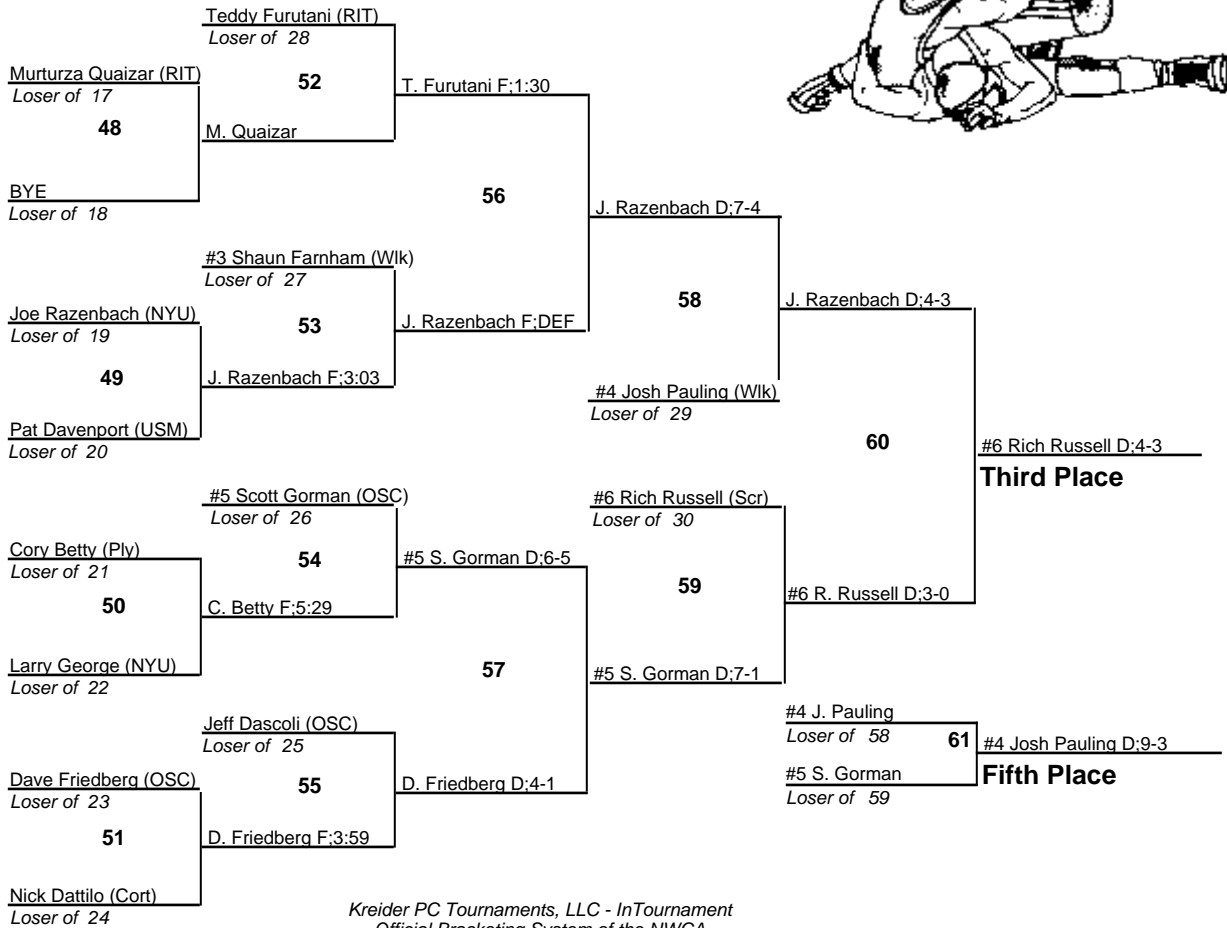 Teddy Furutani (RIT)
Loser of 28
Murturza Quaizar (RIT)
Loser of 17
52
T. Furutani F;1:30
48
M. Quaizar
BYE
Loser of 18
56
J. Razenbach D;7-4
#3 Shaun Farnham (Wlk)
Loser of 27
Joe Razenbach (NYU)
Loser of 19
53
J. Razenbach F;DEF
58
J. Razenbach D;4-3
49
J. Razenbach F;3:03
#4 Josh Pauling (Wlk)
Loser of 29
Pat Davenport (USM)
Loser of 20
60
#6 Rich Russell D;4-3
Third Place
#5 Scott Gorman (OSC)
Loser of 26
#6 Rich Russell (Scr)
Loser of 30
Cory Betty (Ply)
Loser of 21
54
#5 S. Gorman D;6-5
50
C. Betty F;5:29
59
#6 R. Russell D;3-0
Larry George (NYU)
Loser of 22
57
#5 S. Gorman D;7-1
Jeff Dascoli (OSC)
Loser of 25
#4 J. Pauling
Loser of 58
61
#4 Josh Pauling D;9-3
Fifth Place
#5 S. Gorman
Loser of 59
Dave Friedberg (OSC)
Loser of 23
55
D. Friedberg D;4-1
51
D. Friedberg F;3:59
Nick Dattilo (Cort)
Loser of 24
Kreider PC Tournaments, LLC - InTournament
Official Bracketing System of the NWCA